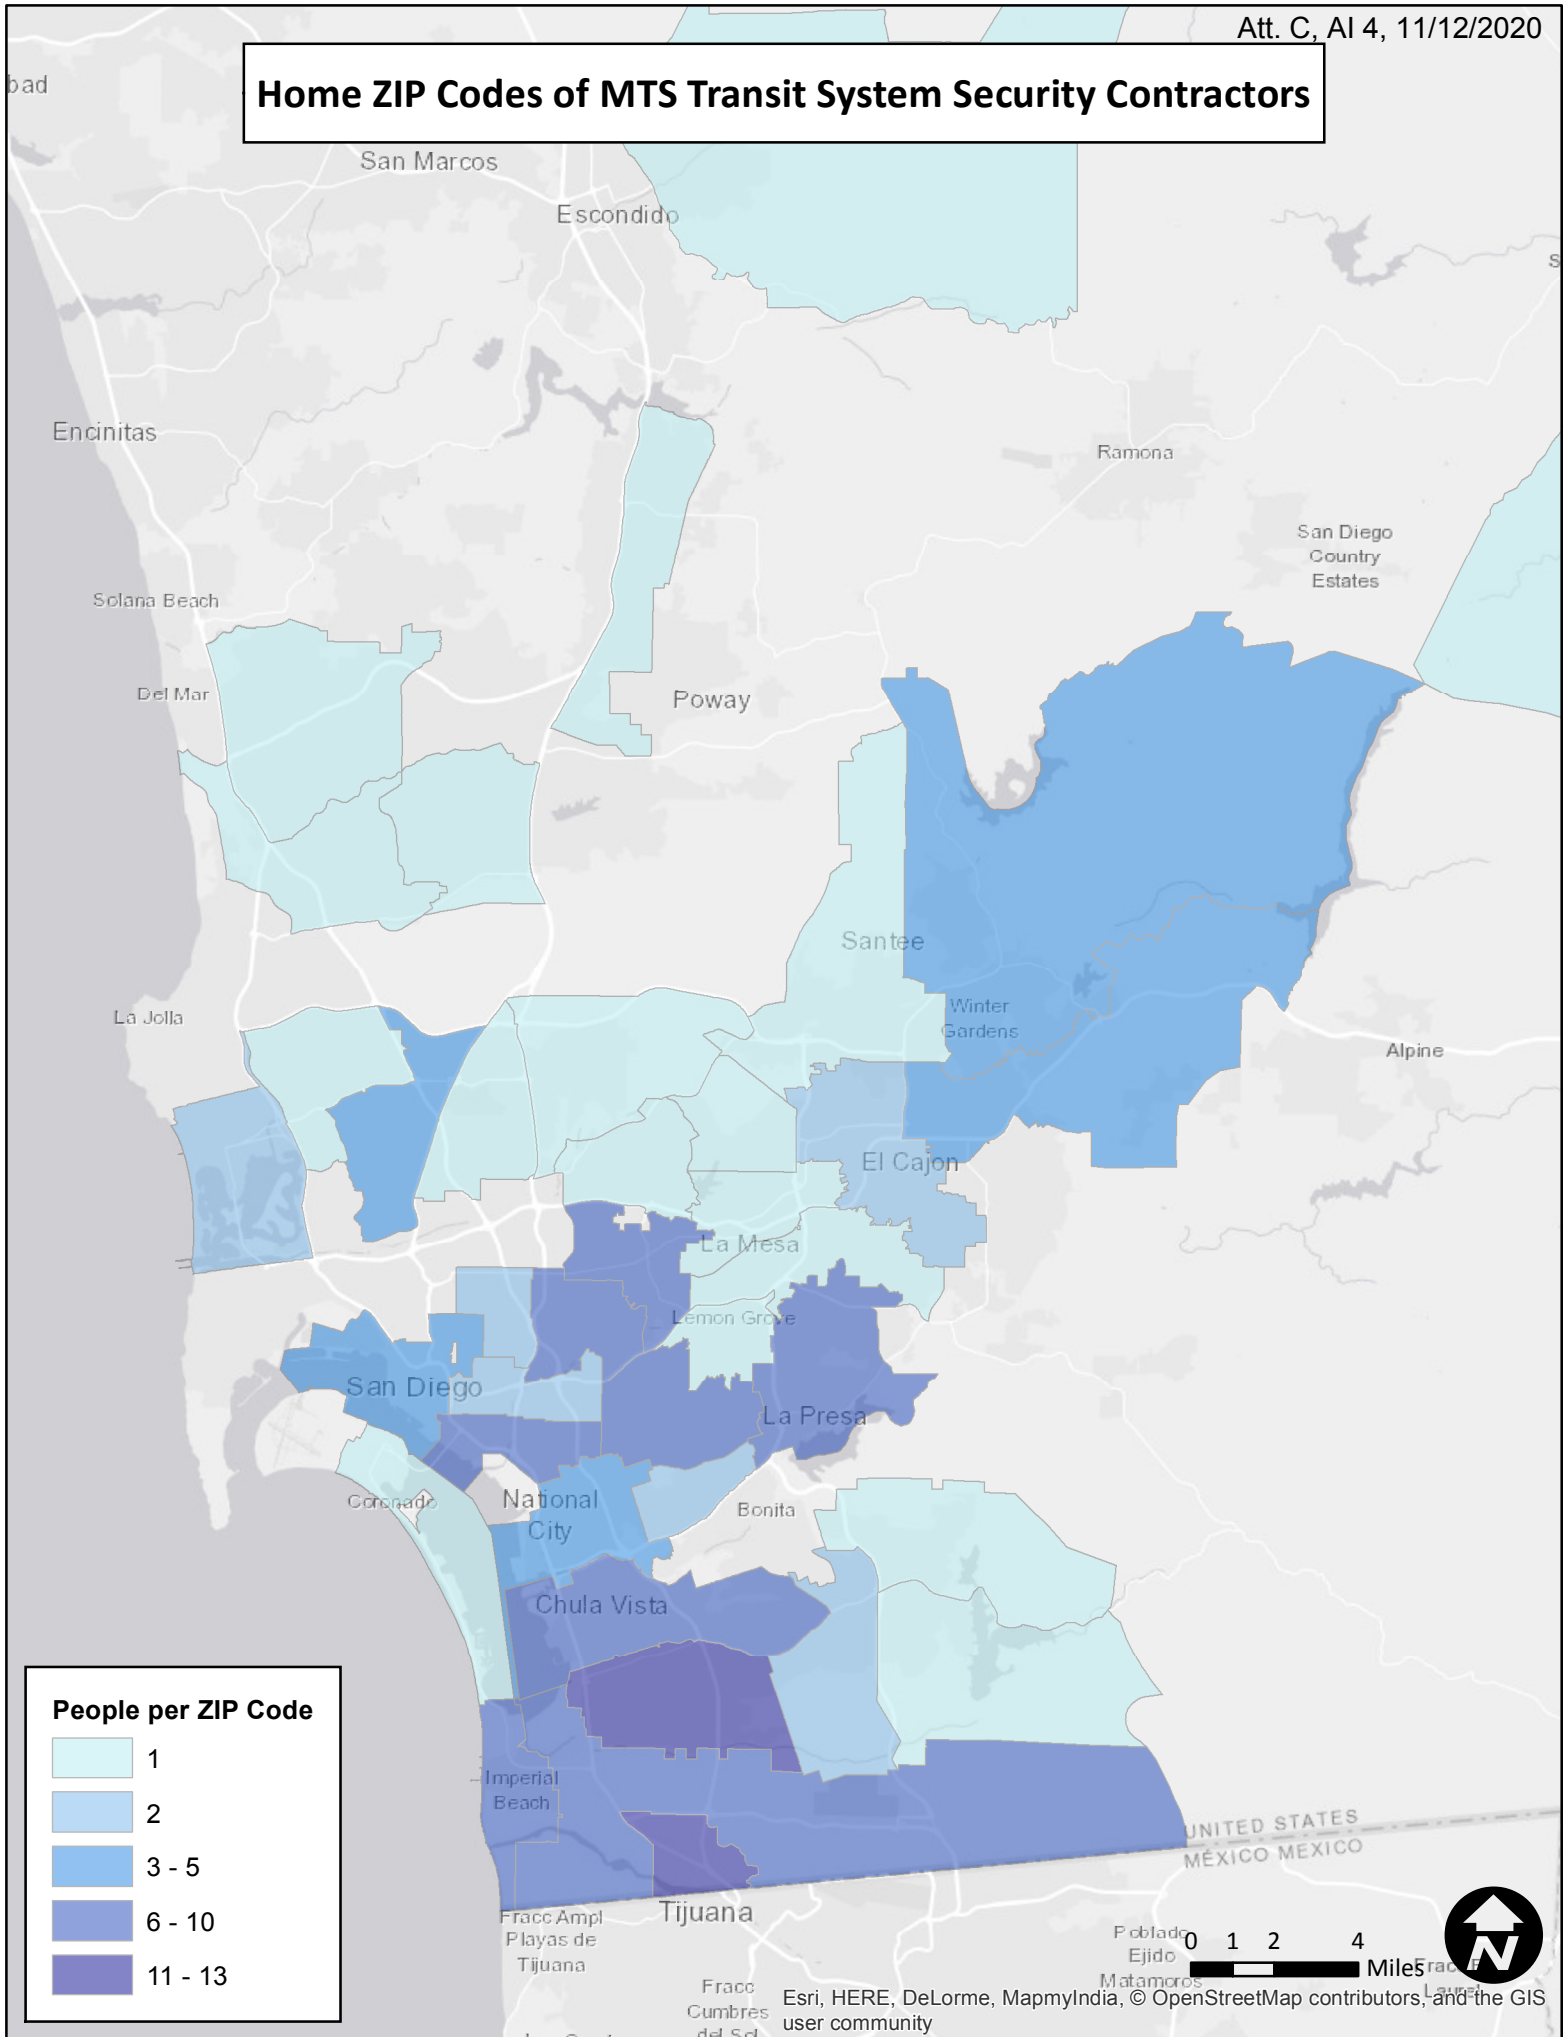 Att. C, AI 4, 11/12/2020
bad
Home ZIP Codes of MTS Transit System Security Contractors
San Marcos
Escondido
S
Encinitas
Ramona
San Diego
Country
Estates
Solana Beach
Del Mar
Poway
Santee
La Jolla
Winter
Gardens
Alpine
El Cajon
La Mesa
Lemon Grove
San Diego
La Presa
Coronado
National
City
Bonita
Chula Vista
People per ZIP Code
1
2
3 - 5
6 - 10
11 - 13
Imperial
Beach
UNITED STATES
MÉXICO MEXICO
Tijuana
Fracc Ampl
Playas de
Tijuana
Poblado
Ejido
Matamoros
0 1 2 4
Miles
N
Fracc
Cumbres
del Sol
Esri, HERE, DeLorme, MapmyIndia, © OpenStreetMap contributors, and the GIS
user community